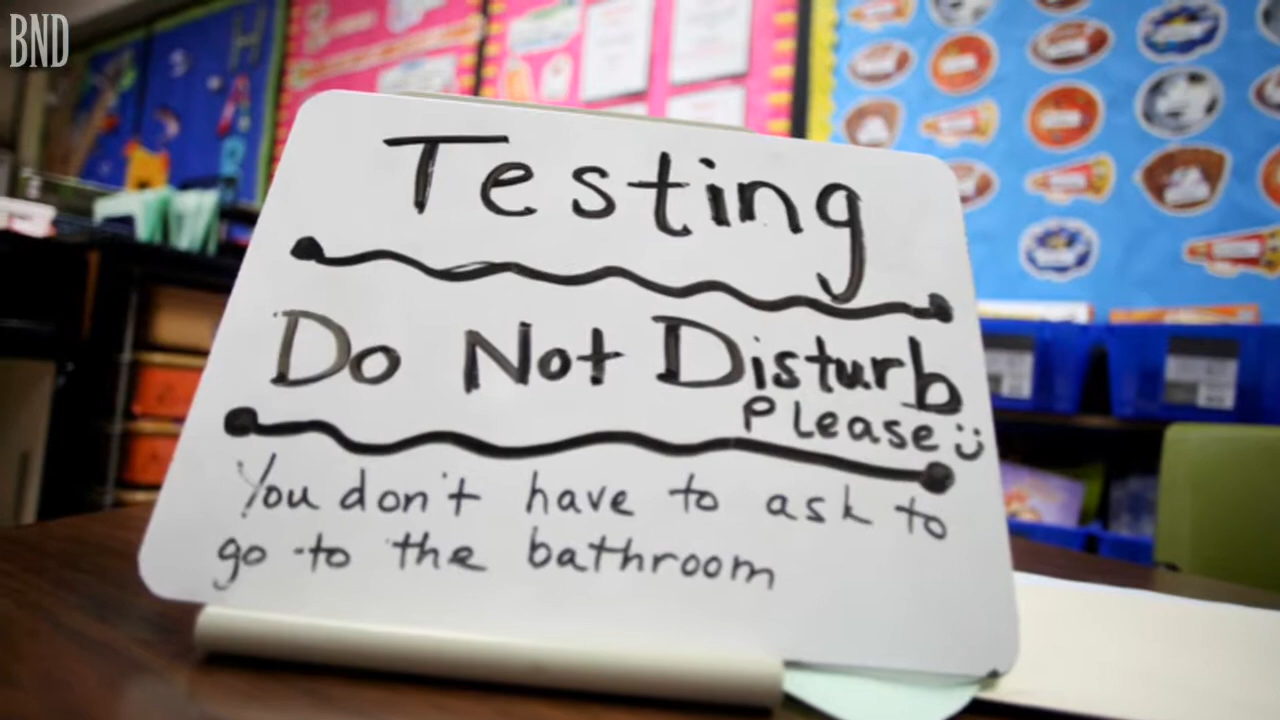 BND
Testing
Do Not Disturb
Please :)
You don't have to ask to
go to the bathroom